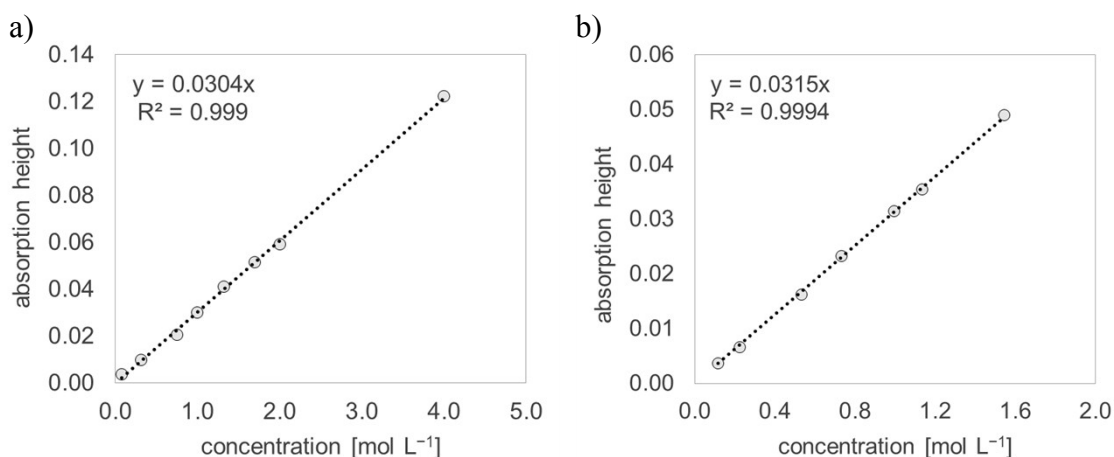 a)
0.14
0.12
0.10
0.08
0.06
0.04
0.02
0.00
absorption height
y = 0.0304x
R² = 0.999
0.0 1.0 2.0 3.0 4.0 5.0
concentration [mol L⁻¹]
b)
0.06
0.05
0.04
0.03
0.02
0.01
0.00
absorption height
y = 0.0315x
R² = 0.9994
0.0 0.4 0.8 1.2 1.6 2.0
concentration [mol L⁻¹]